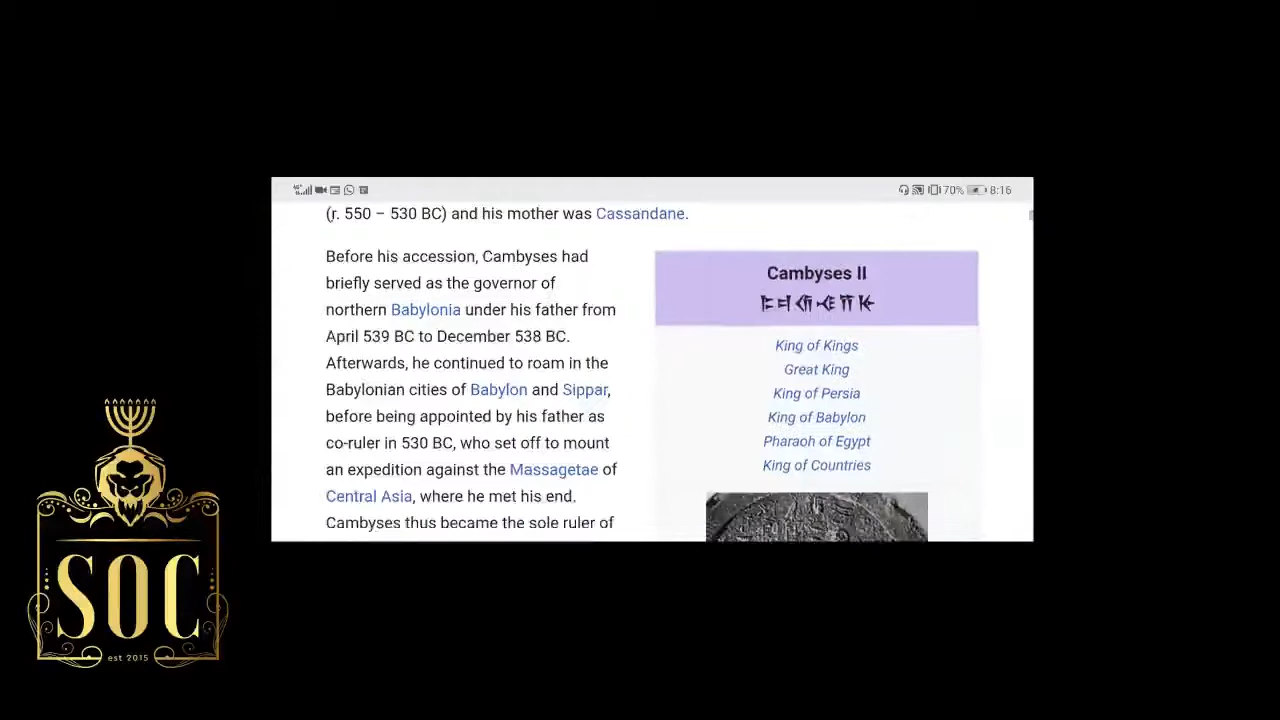 70% 8:16
(r. 550 – 530 BC) and his mother was Cassandane.
Before his accession, Cambyses had
briefly served as the governor of
northern Babylonia under his father from
April 539 BC to December 538 BC.
Afterwards, he continued to roam in the
Babylonian cities of Babylon and Sippar,
before being appointed by his father as
co-ruler in 530 BC, who set off to mount
an expedition against the Massagetae of
Central Asia, where he met his end.
Cambyses thus became the sole ruler of
Cambyses II
𐎣𐎲𐎢𐎪𐎡𐎹
King of Kings
Great King
King of Persia
King of Babylon
Pharaoh of Egypt
King of Countries
SOC
est 2015